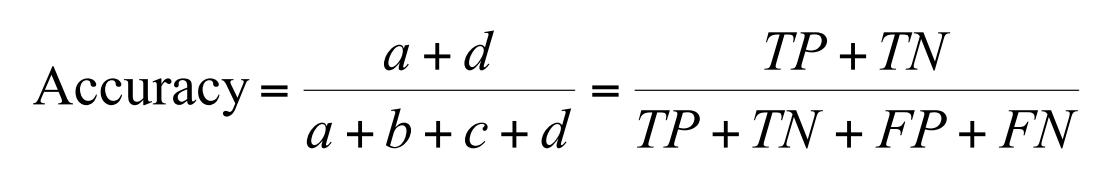 Accuracy = (a + d) / (a + b + c + d) = (TP + TN) / (TP + TN + FP + FN)